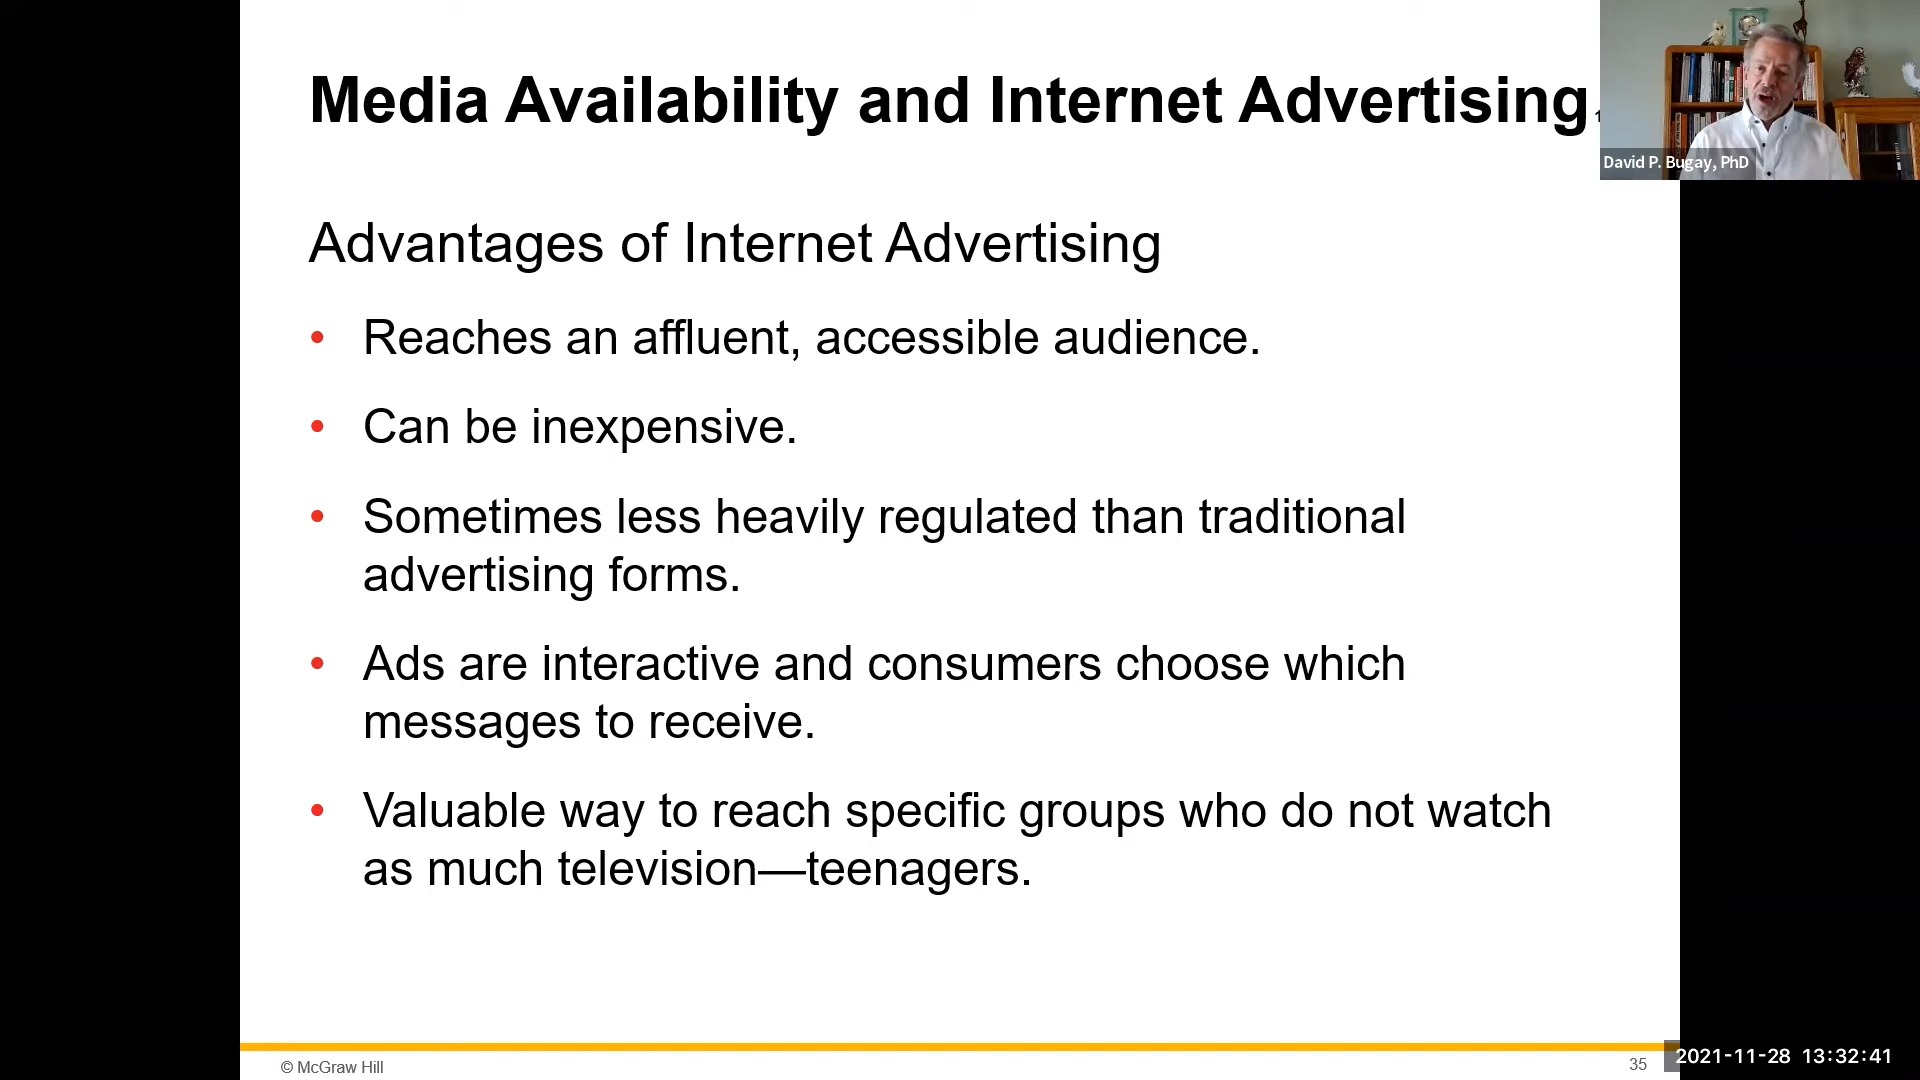 Media Availability and Internet Advertising
David P. Bugay, PhD
Advantages of Internet Advertising
• Reaches an affluent, accessible audience.
• Can be inexpensive.
• Sometimes less heavily regulated than traditional
advertising forms.
• Ads are interactive and consumers choose which
messages to receive.
• Valuable way to reach specific groups who do not watch
as much television—teenagers.
© McGraw Hill
35
2021-11-28 13:32:41